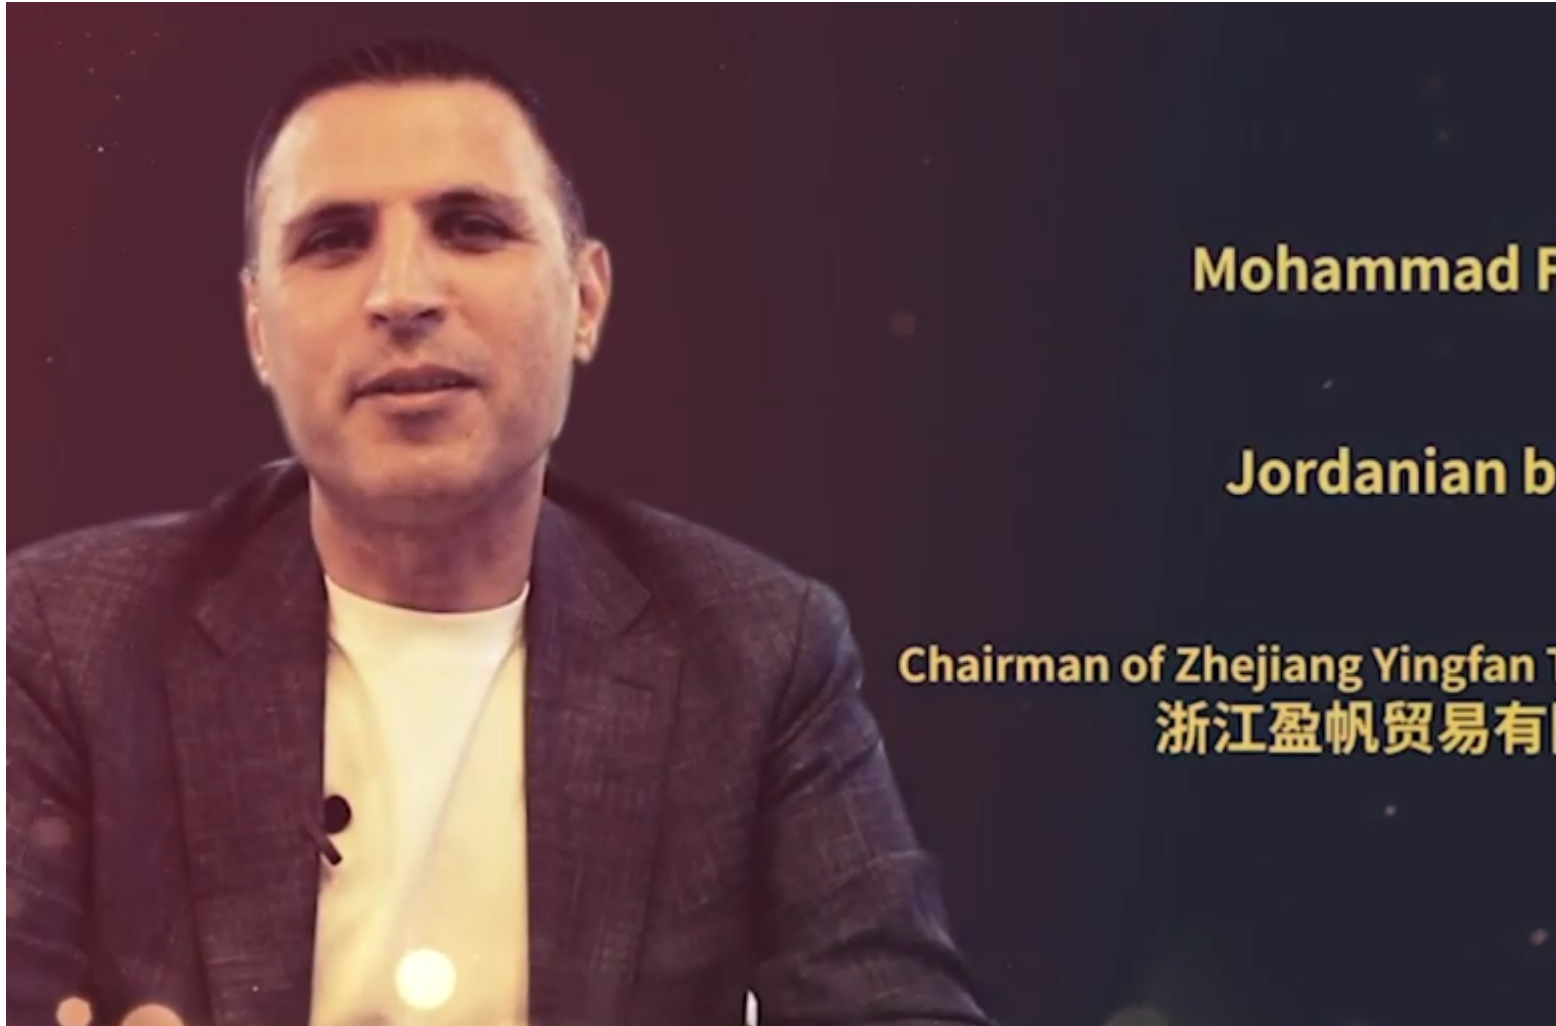 Mohammad
Jordanian
Chairman of Zhejiang Yingfan
浙江盈帆贸易有